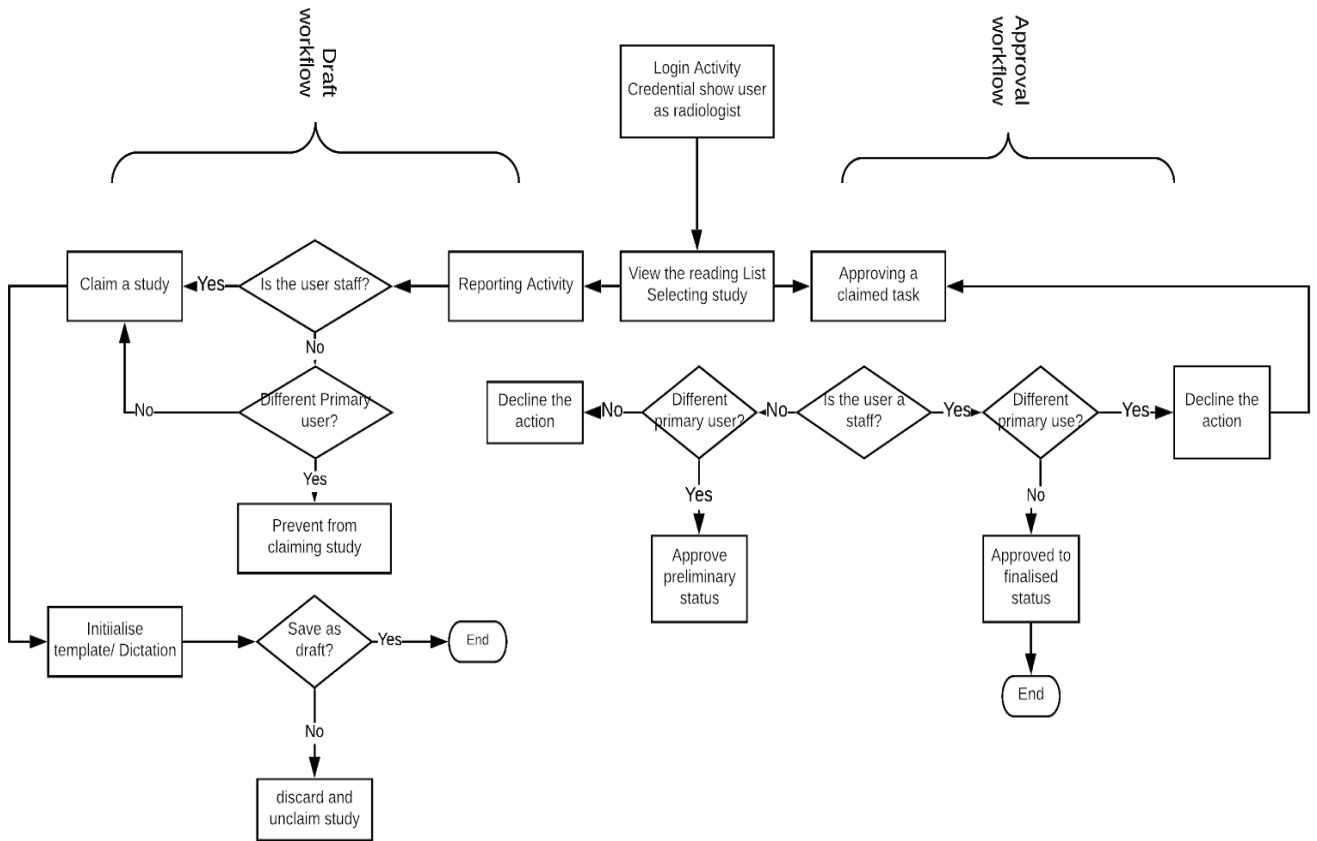 Draft
workflow
Approval
workflow
Login Activity
Credential show user
as radiologist
Claim a study
Yes
Is the user staff?
Reporting Activity
View the reading List
Selecting study
Approving a
claimed task
No
No
Different Primary
user?
Decline the
action
No
Different
primary user?
No
Is the user a
staff?
Yes
Different
primary use?
Yes
Decline the
action
Yes
Prevent from
claiming study
Yes
Approve
preliminary
status
No
Approved to
finalised
status
Initiialise
template/ Dictation
Save as
draft?
Yes
End
End
No
discard and
unclaim study